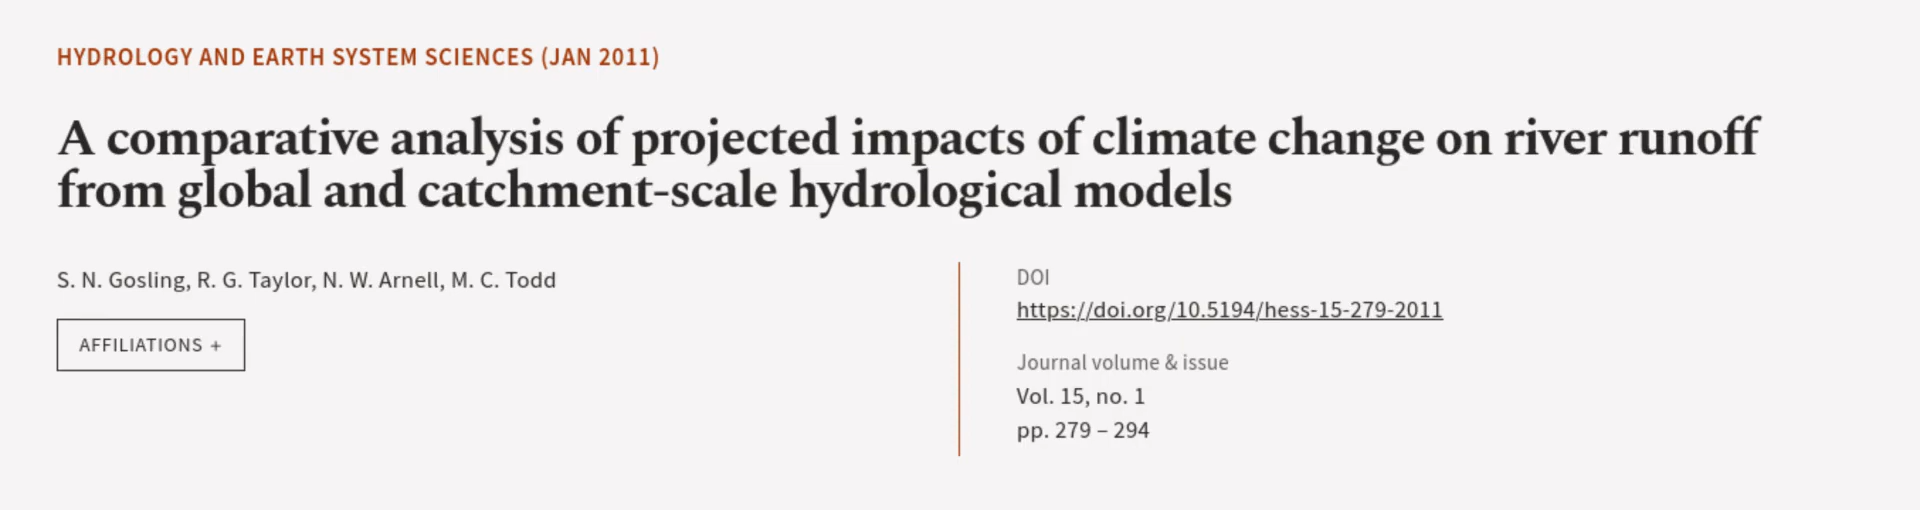 HYDROLOGY AND EARTH SYSTEM SCIENCES (JAN 2011)
A comparative analysis of projected impacts of climate change on river runoff
from global and catchment-scale hydrological models
S. N. Gosling, R. G. Taylor, N. W. Arnell, M. C. Todd
AFFILIATIONS +
DOI
https://doi.org/10.5194/hess-15-279-2011
Journal volume & issue
Vol. 15, no. 1
pp. 279 – 294